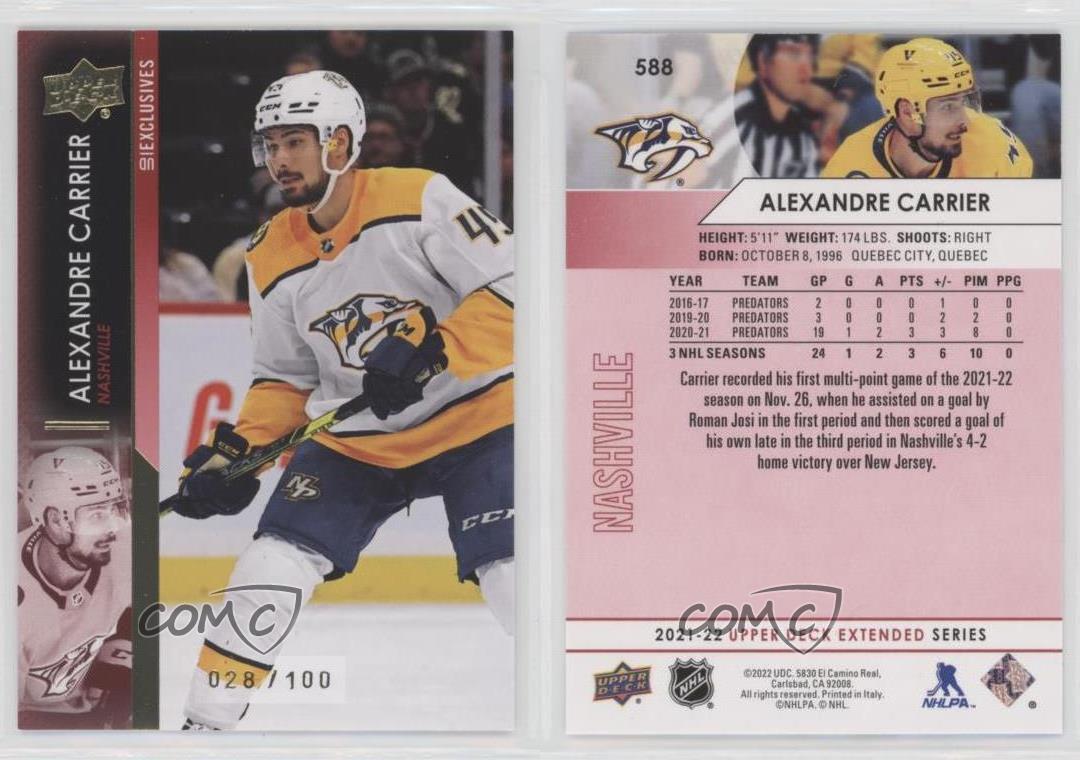 UPPER DECK
ALEXANDRE CARRIER
NASHVILLE
UD EXCLUSIVES
45
CCM
CCM
NP
CCM
COMC
028/100
588
ALEXANDRE CARRIER
HEIGHT: 5'11" WEIGHT: 174 LBS. SHOOTS: RIGHT
BORN: OCTOBER 8, 1996 QUEBEC CITY, QUEBEC
YEAR TEAM GP G A PTS +/- PIM PPG
2016-17 PREDATORS 2 0 0 0 1 0 0
2019-20 PREDATORS 3 0 0 0 2 2 0
2020-21 PREDATORS 19 1 2 3 3 8 0
3 NHL SEASONS 24 1 2 3 6 10 0
Carrier recorded his first multi-point game of the 2021-22
season on Nov. 26, when he assisted on a goal by
Roman Josi in the first period and then scored a goal of
his own late in the third period in Nashville's 4-2
home victory over New Jersey.
NASHVILLE
COMC
2021-22 UPPER DECK EXTENDED SERIES
UPPER DECK
NHL
©2022 UDC. 5830 El Camino Real,
Carlsbad, CA 92008.
All rights reserved. Printed in Italy.
©NHLPA. © NHL.
NHLPA